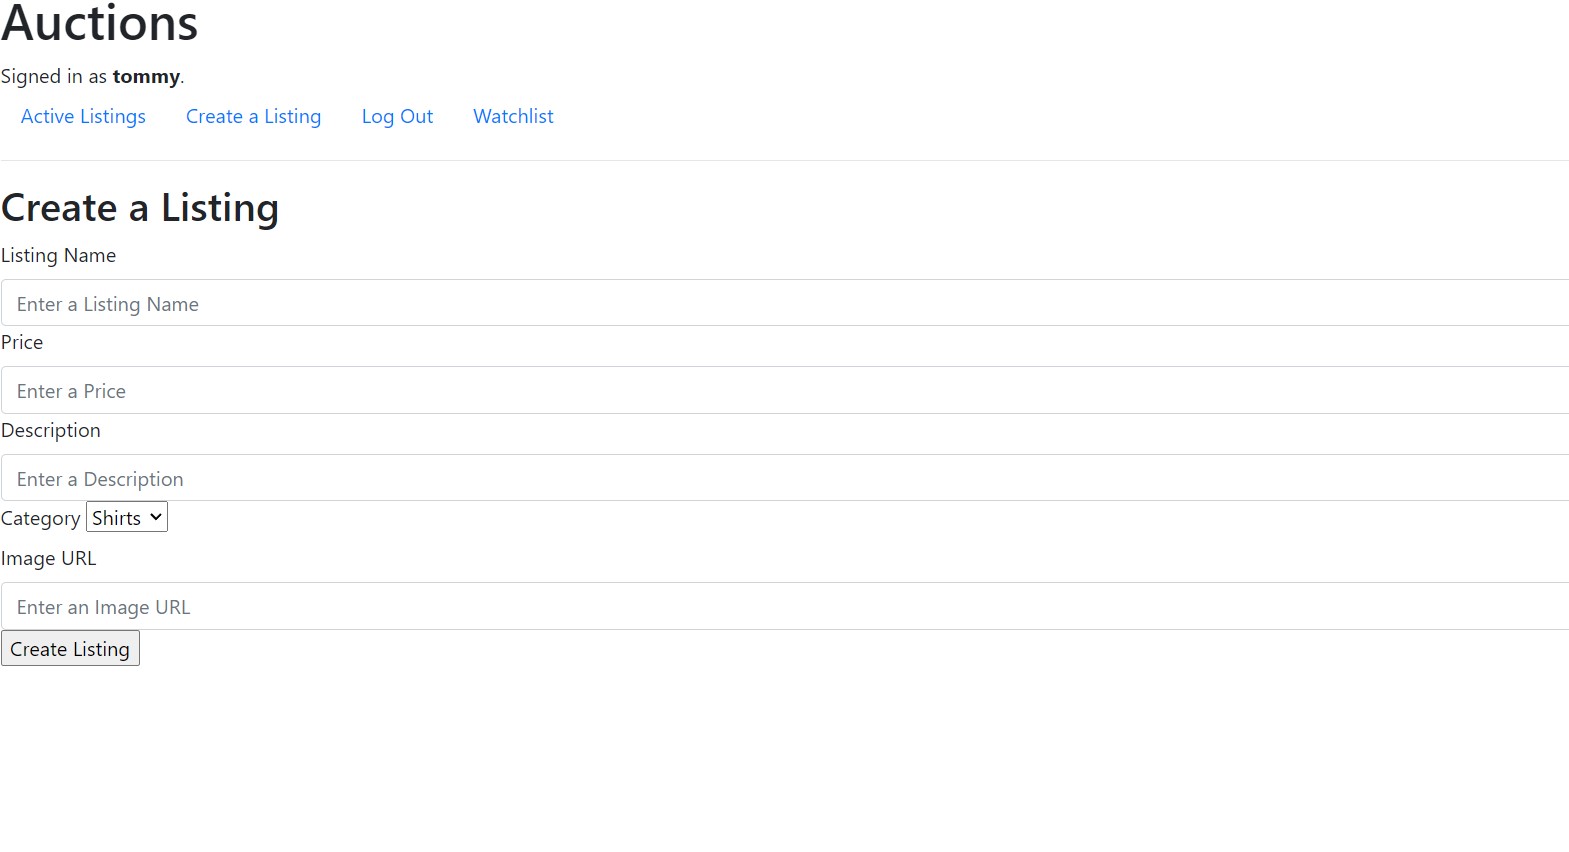 Auctions
Signed in as tommy.
Active Listings Create a Listing Log Out Watchlist
Create a Listing
Listing Name
Enter a Listing Name
Price
Enter a Price
Description
Enter a Description
Category Shirts
Image URL
Enter an Image URL
Create Listing